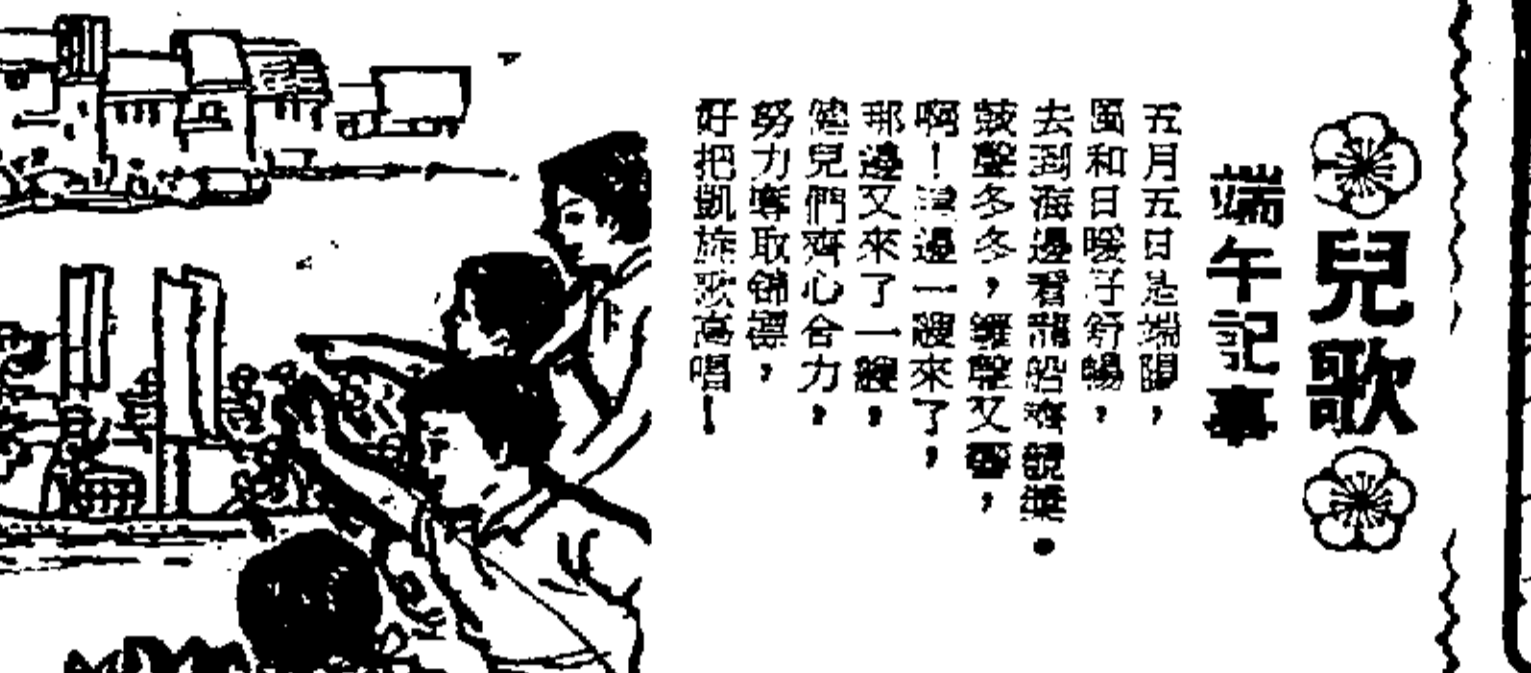 兒歌
端午記事
五月五日是端陽，
風和日暖好舒暢，
去到海邊看龍船齊競獎。
鼓聲多多，鑼聲又響，
啊！這邊一艘來了，
那邊又來了一艘，
健兒們齊心合力，
努力奪取錦標，
好把凱旋歌高唱！